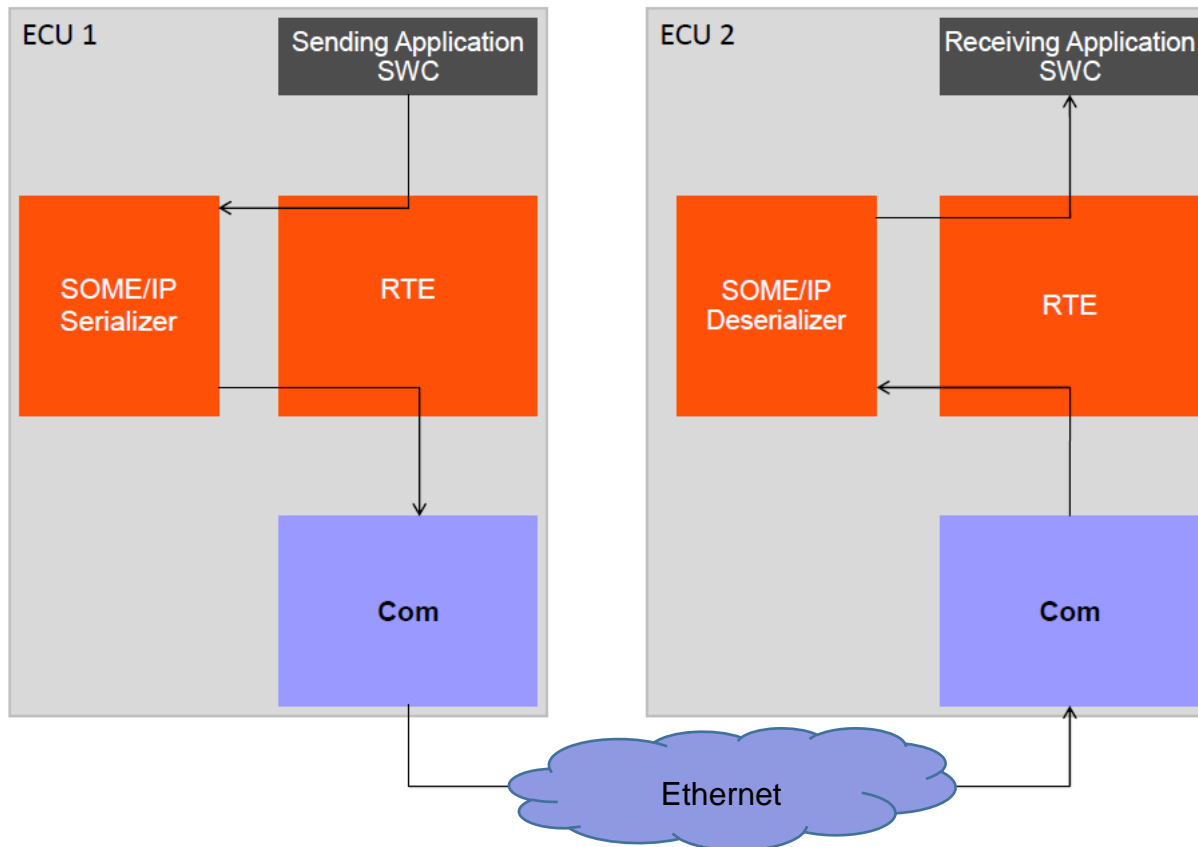 ECU 1
Sending Application
SWC
SOME/IP
Serializer
RTE
Com
ECU 2
Receiving Application
SWC
SOME/IP
Deserializer
RTE
Com
Ethernet